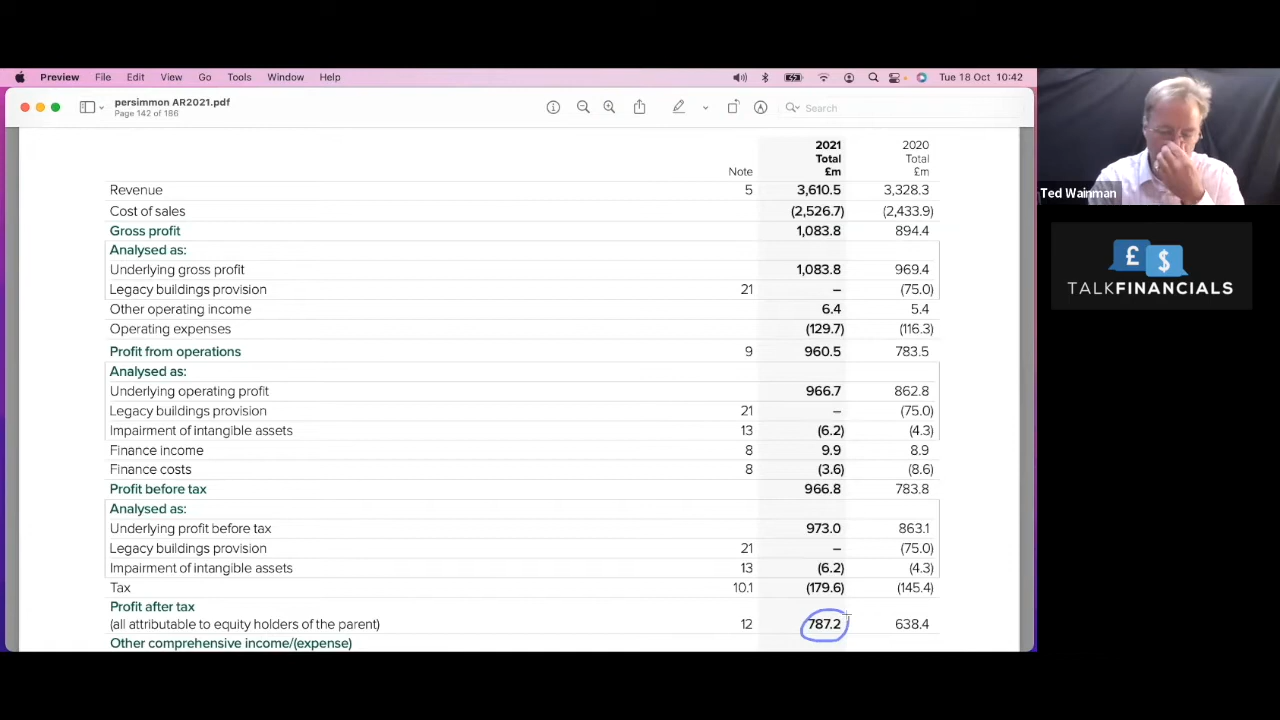 Preview File Edit View Go Tools Window Help Tue 18 Oct 10:42
persimmon AR2021.pdf
Page 142 of 186
Search
2021 2020
Total Total
Note £m £m
Revenue 5 3,610.5 3,328.3
Cost of sales (2,526.7) (2,433.9)
Gross profit 1,083.8 894.4
Analysed as:
Underlying gross profit 1,083.8 969.4
Legacy buildings provision 21 – (75.0)
Other operating income 6.4 5.4
Operating expenses (129.7) (116.3)
Profit from operations 9 960.5 783.5
Analysed as:
Underlying operating profit 966.7 862.8
Legacy buildings provision 21 – (75.0)
Impairment of intangible assets 13 (6.2) (4.3)
Finance income 8 9.9 8.9
Finance costs 8 (3.6) (8.6)
Profit before tax 966.8 783.8
Analysed as:
Underlying profit before tax 973.0 863.1
Legacy buildings provision 21 – (75.0)
Impairment of intangible assets 13 (6.2) (4.3)
Tax 10.1 (179.6) (145.4)
Profit after tax
(all attributable to equity holders of the parent) 12 787.2 638.4
Other comprehensive income/(expense)
Ted Wainman
£ $
TALKFINANCIALS